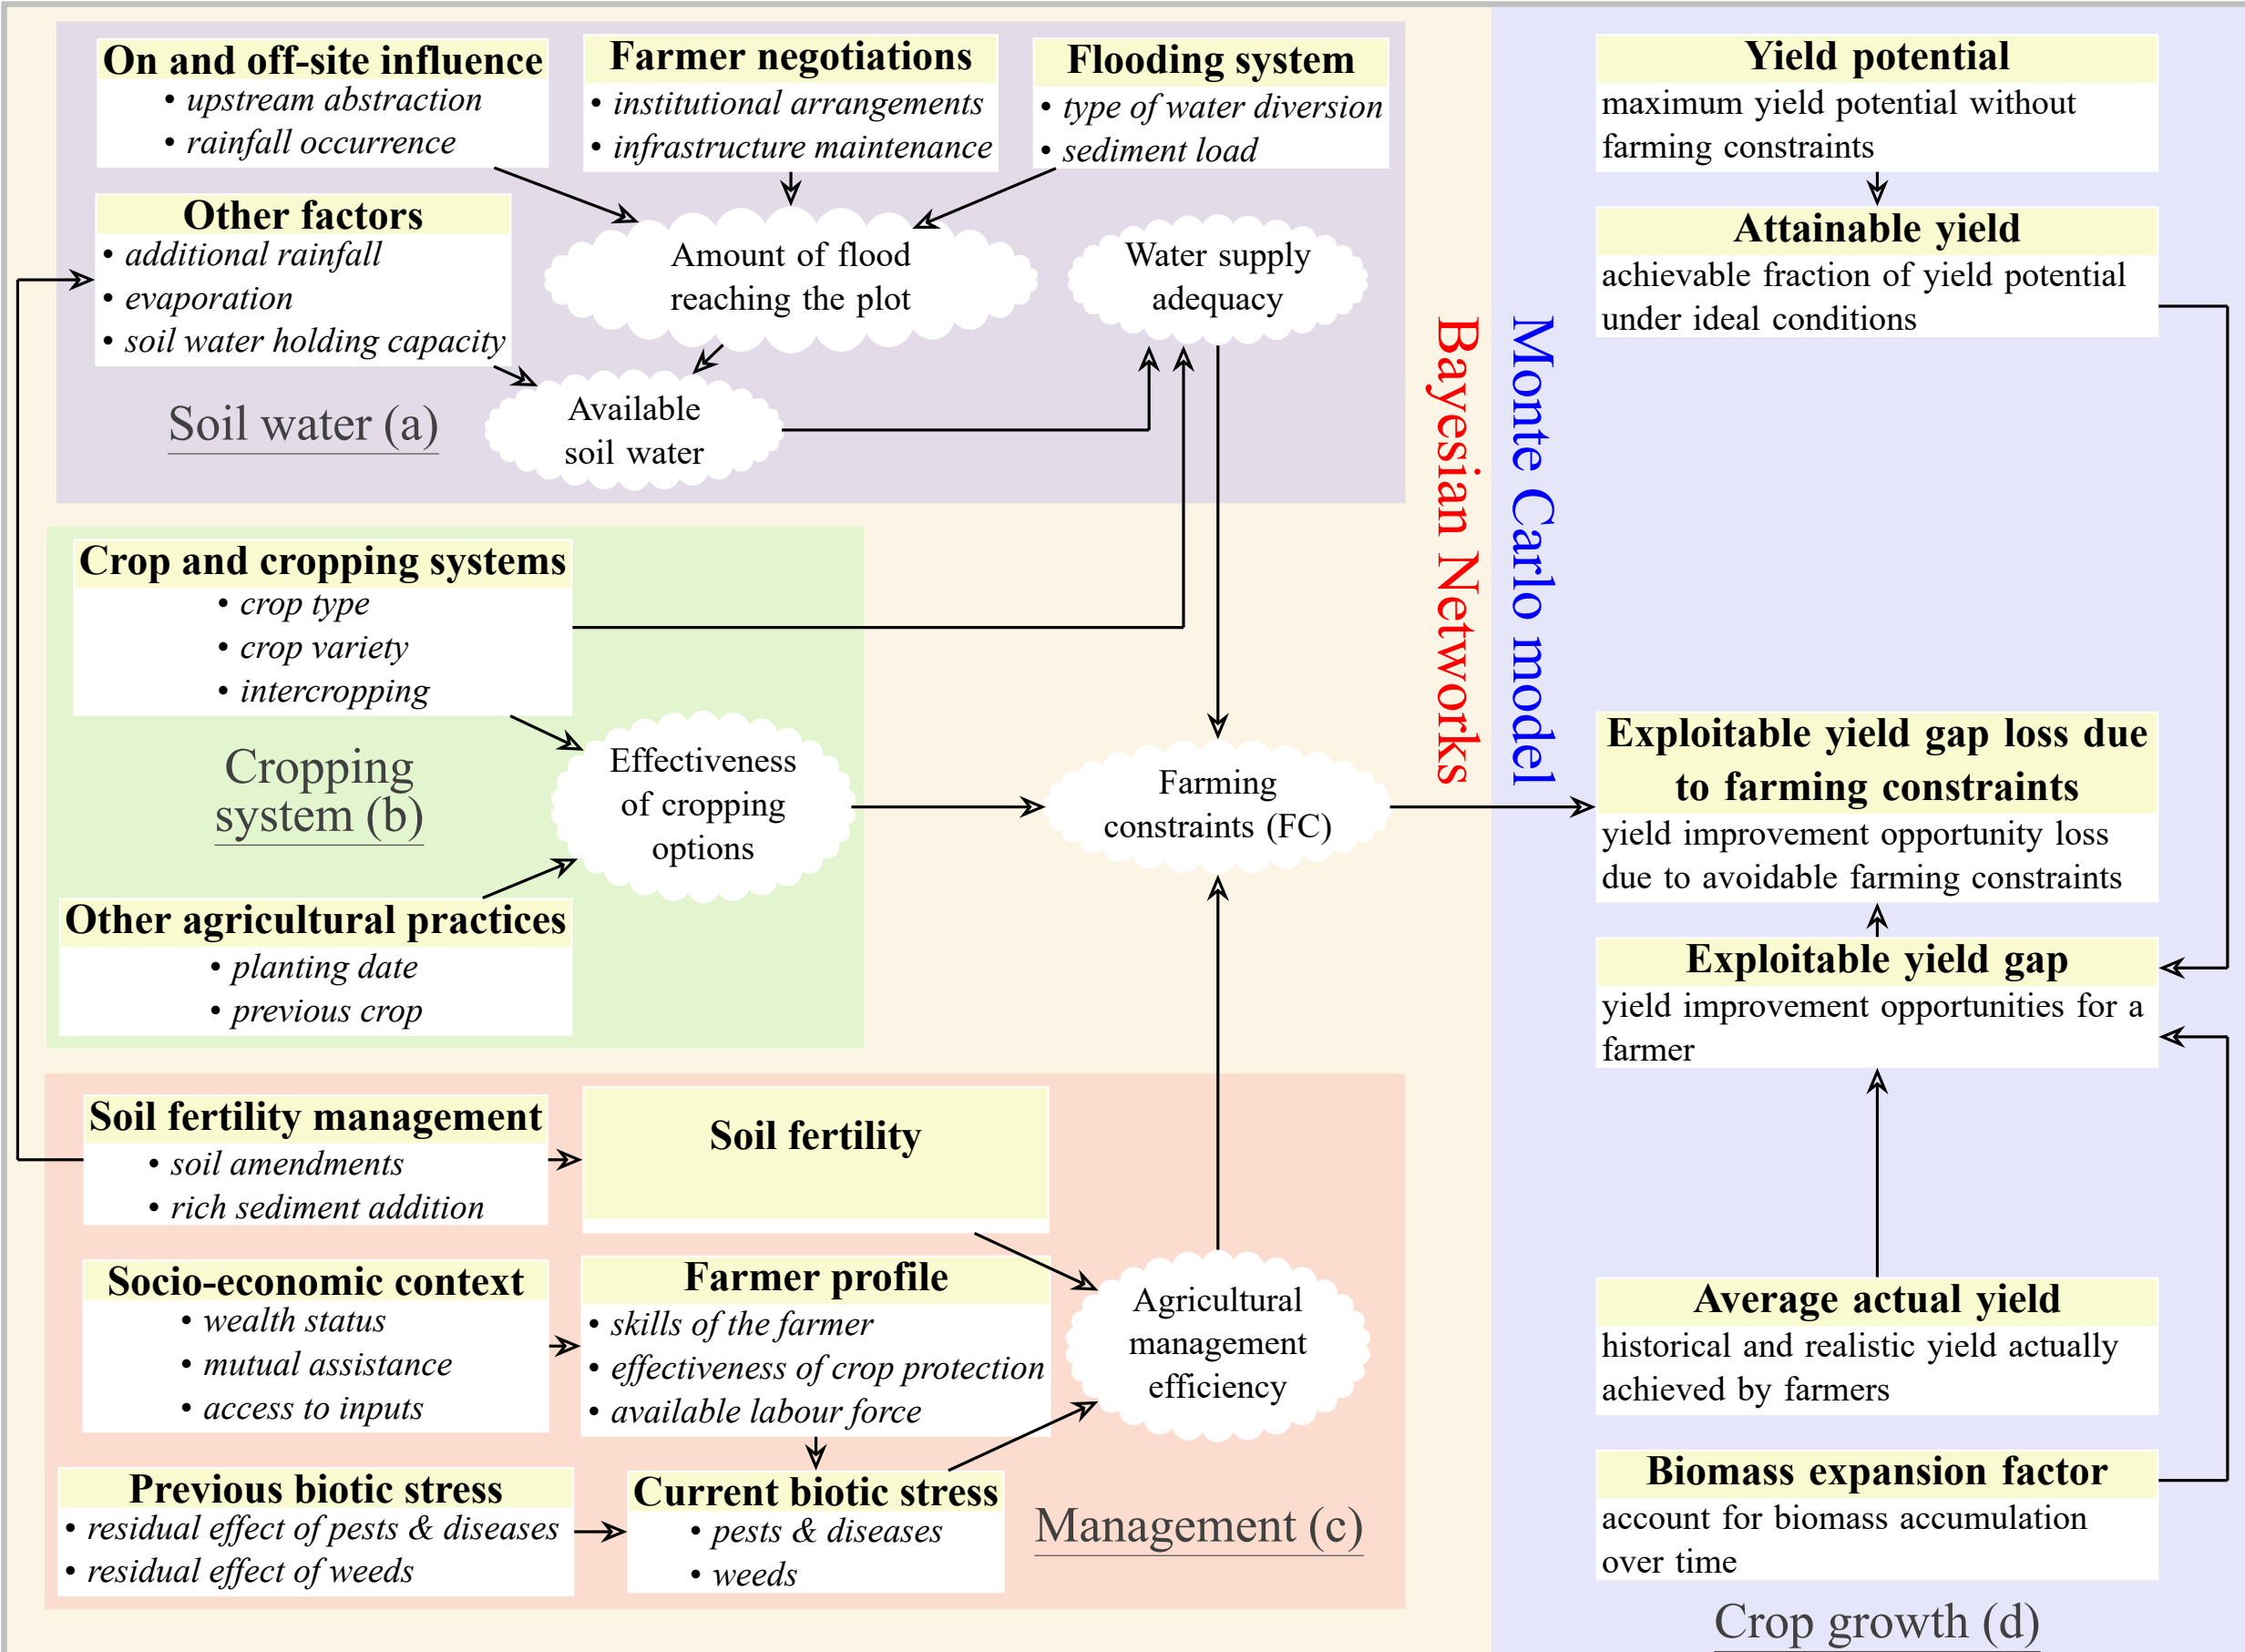 On and off-site influence
• upstream abstraction
• rainfall occurrence
Farmer negotiations
• institutional arrangements
• infrastructure maintenance
Flooding system
• type of water diversion
• sediment load
Other factors
• additional rainfall
• evaporation
• soil water holding capacity
Amount of flood
reaching the plot
Water supply
adequacy
Available
soil water
Soil water (a)
Crop and cropping systems
• crop type
• crop variety
• intercropping
Cropping
system (b)
Effectiveness
of cropping
options
Other agricultural practices
• planting date
• previous crop
Farming
constraints (FC)
Soil fertility management
• soil amendments
• rich sediment addition
Soil fertility
Socio-economic context
• wealth status
• mutual assistance
• access to inputs
Farmer profile
• skills of the farmer
• effectiveness of crop protection
• available labour force
Agricultural
management
efficiency
Previous biotic stress
• residual effect of pests & diseases
• residual effect of weeds
Current biotic stress
• pests & diseases
• weeds
Management (c)
Bayesian Networks
Monte Carlo model
Yield potential
maximum yield potential without
farming constraints
Attainable yield
achievable fraction of yield potential
under ideal conditions
Exploitable yield gap loss due
to farming constraints
yield improvement opportunity loss
due to avoidable farming constraints
Exploitable yield gap
yield improvement opportunities for a
farmer
Average actual yield
historical and realistic yield actually
achieved by farmers
Biomass expansion factor
account for biomass accumulation
over time
Crop growth (d)